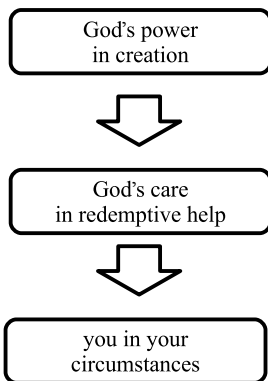 God's power
in creation
God's care
in redemptive help
you in your
circumstances